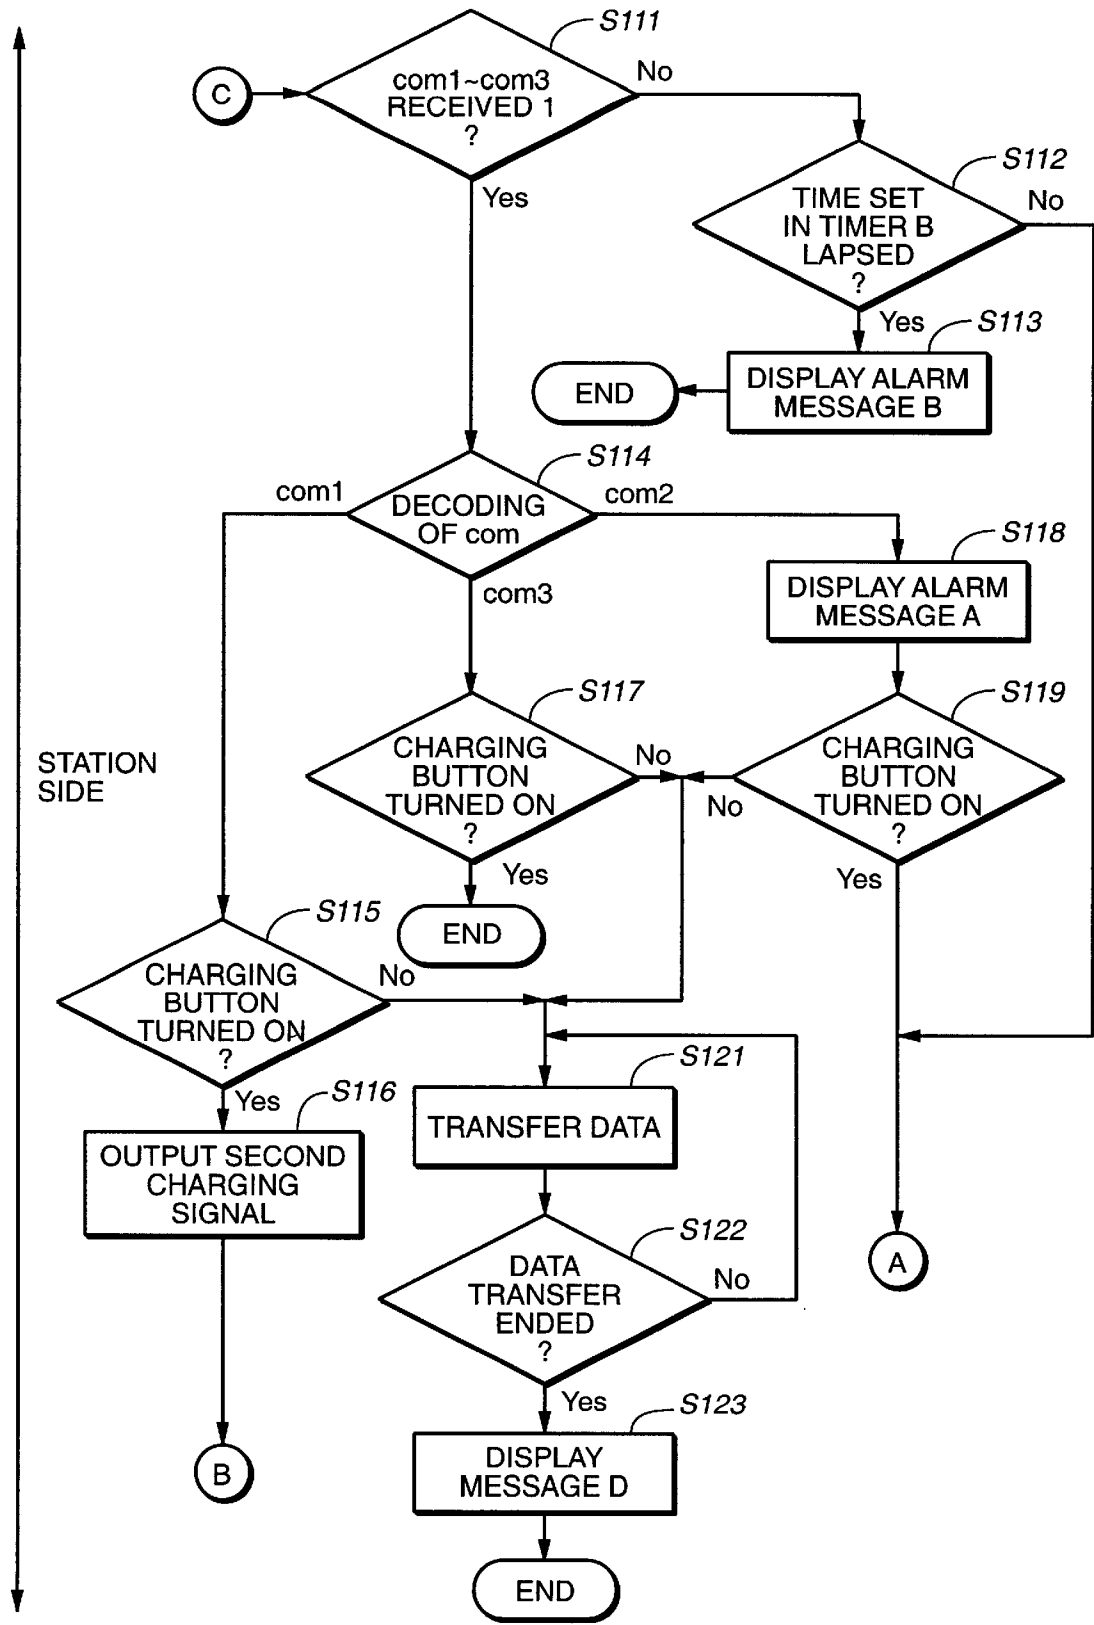 S111
C
com1~com3
RECEIVED 1
?
No
Yes
S112
TIME SET
IN TIMER B
LAPSED
?
No
Yes
S113
DISPLAY ALARM
MESSAGE B
END
S114
com1
DECODING
OF com
com2
com3
S118
DISPLAY ALARM
MESSAGE A
S117
CHARGING
BUTTON
TURNED ON
?
No
Yes
END
S119
CHARGING
BUTTON
TURNED ON
?
No
Yes
STATION
SIDE
S115
CHARGING
BUTTON
TURNED ON
?
No
Yes
S116
OUTPUT SECOND
CHARGING
SIGNAL
B
S121
TRANSFER DATA
S122
DATA
TRANSFER
ENDED
?
No
Yes
A
S123
DISPLAY
MESSAGE D
END